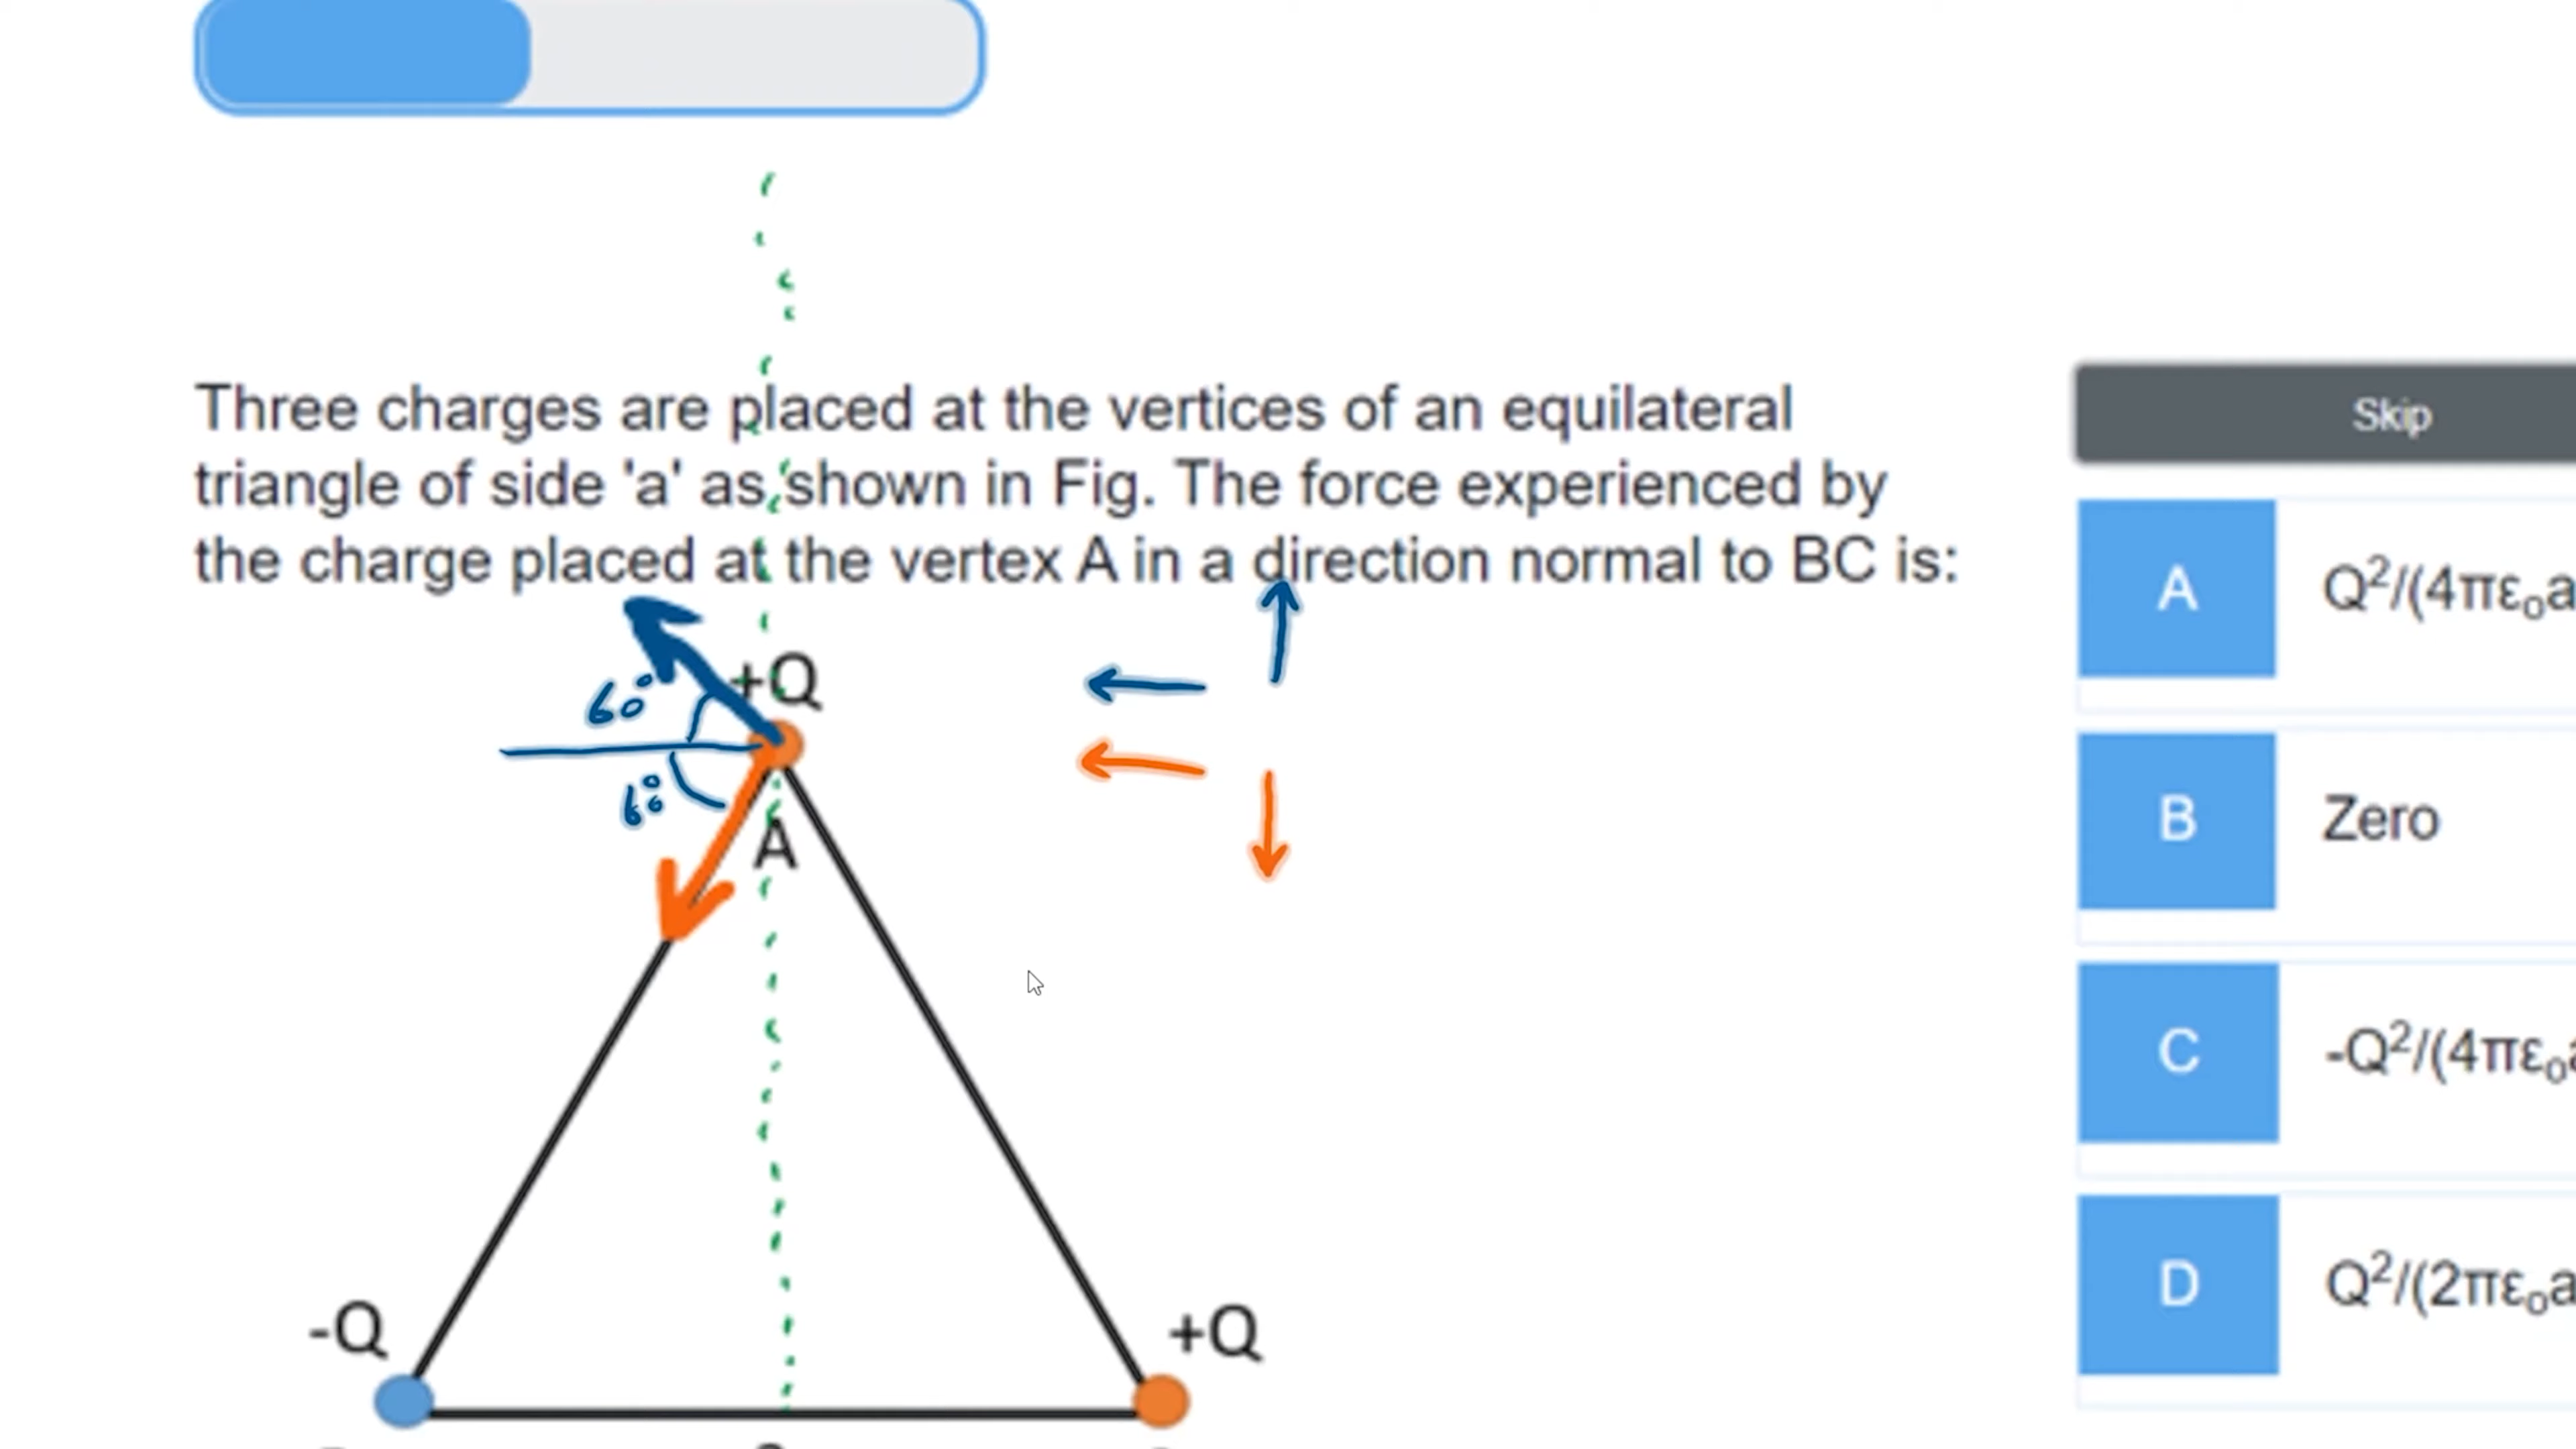 Three charges are placed at the vertices of an equilateral
triangle of side 'a' as shown in Fig. The force experienced by
the charge placed at the vertex A in a direction normal to BC is:
Skip
A Q²/(4πε₀a
B Zero
C -Q²/(4πε₀a
D Q²/(2πε₀a
+Q
60°
60°
A
-Q
+Q